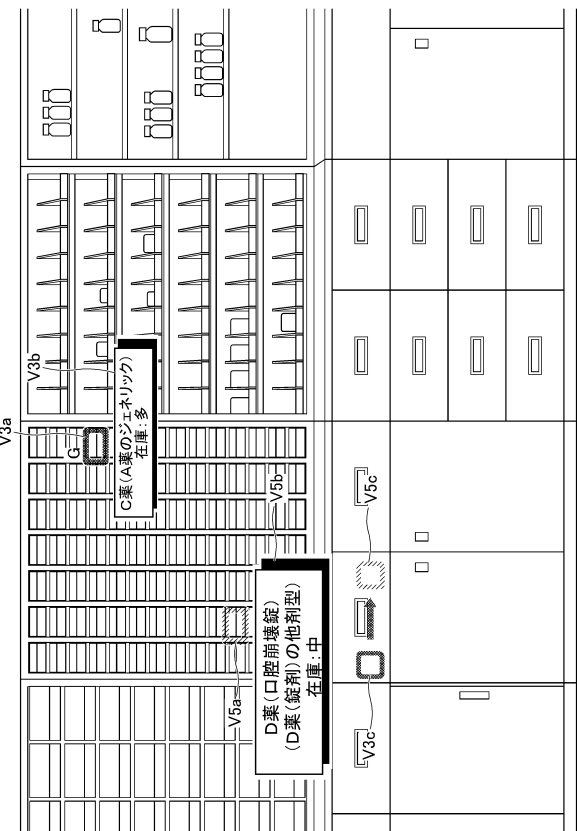 V3a
V3b
G
C薬(A薬のジェネリック)
在庫:多
V5b
V5c
V5a
D薬(口腔崩壊錠)
(D薬(錠剤)の他剤型)
在庫:中
V3c